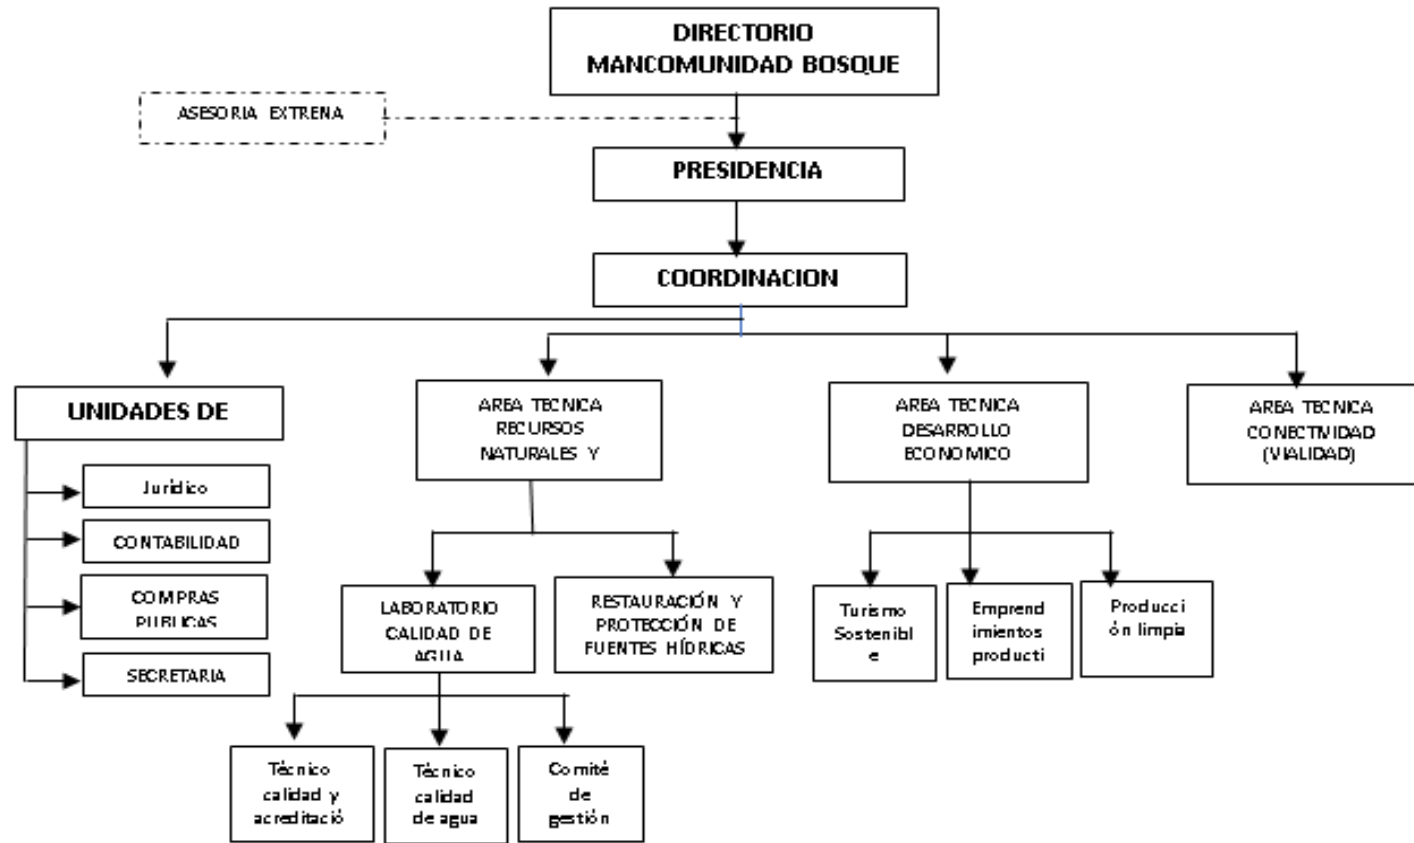 DIRECTORIO
MANCOMUNIDAD BOSQUE
ASESORIA EXTRENA
PRESIDENCIA
COORDINACION
UNIDADES DE
Jurídico
CONTABILIDAD
COMPRAS
PUBLICAS
SECRETARIA
AREA TECNICA
RECURSOS
NATURALES Y
AREA TECNICA
DESARROLLO
ECONOMICO
AREA TECNICA
CONECTIVIDAD
(VIALIDAD)
LABORATORIO
CALIDAD DE
AGUA
RESTAURACIÓN Y
PROTECCIÓN DE
FUENTES HÍDRICAS
Turismo
Sostenibl
e
Emprend
imientos
producti
Producci
ón limpia
Técnico
calidad y
acreditació
Técnico
calidad
de agua
Comité
de
gestión